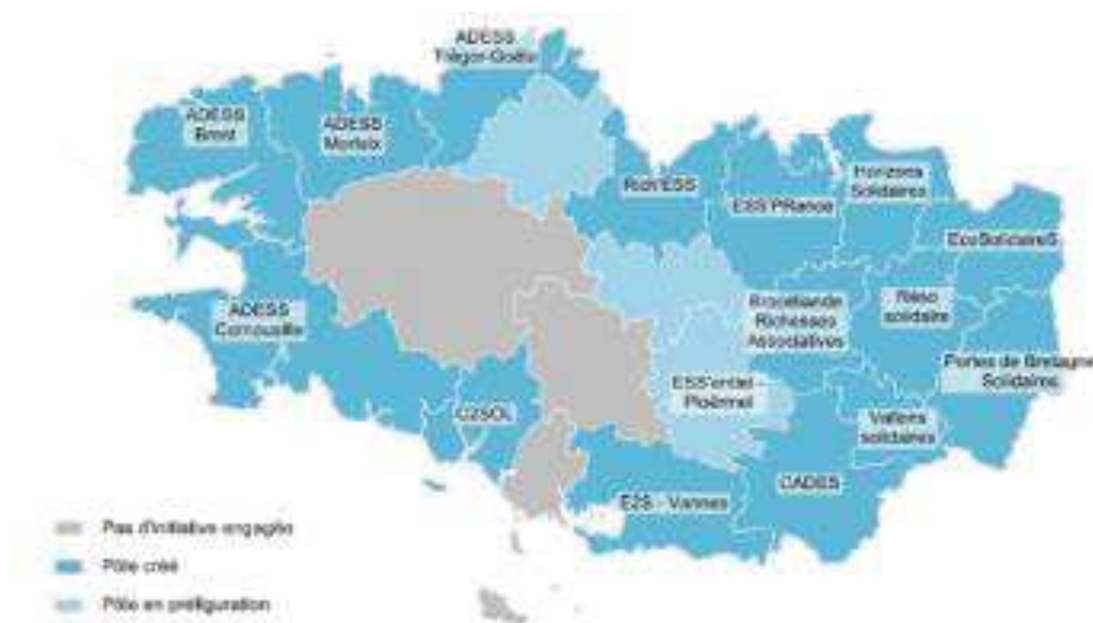 ADESS
Trégor-Goëlo
ADESS
Brest
ADESS
Morlaix
Rich'ESS
ESS'PRance
Horizons
Solidaires
EcoSolidaireS
ADESS
Cornouaille
Brocéliande
Richesses
Associatives
Réso
solidaire
Portes de Bretagne
Solidaires
ESS'entiel -
Ploërmel
C2SOL
Vallons
solidaires
E2S - Vannes
CADES
Pas d'initiative engagée
Pôle créé
Pôle en préfiguration